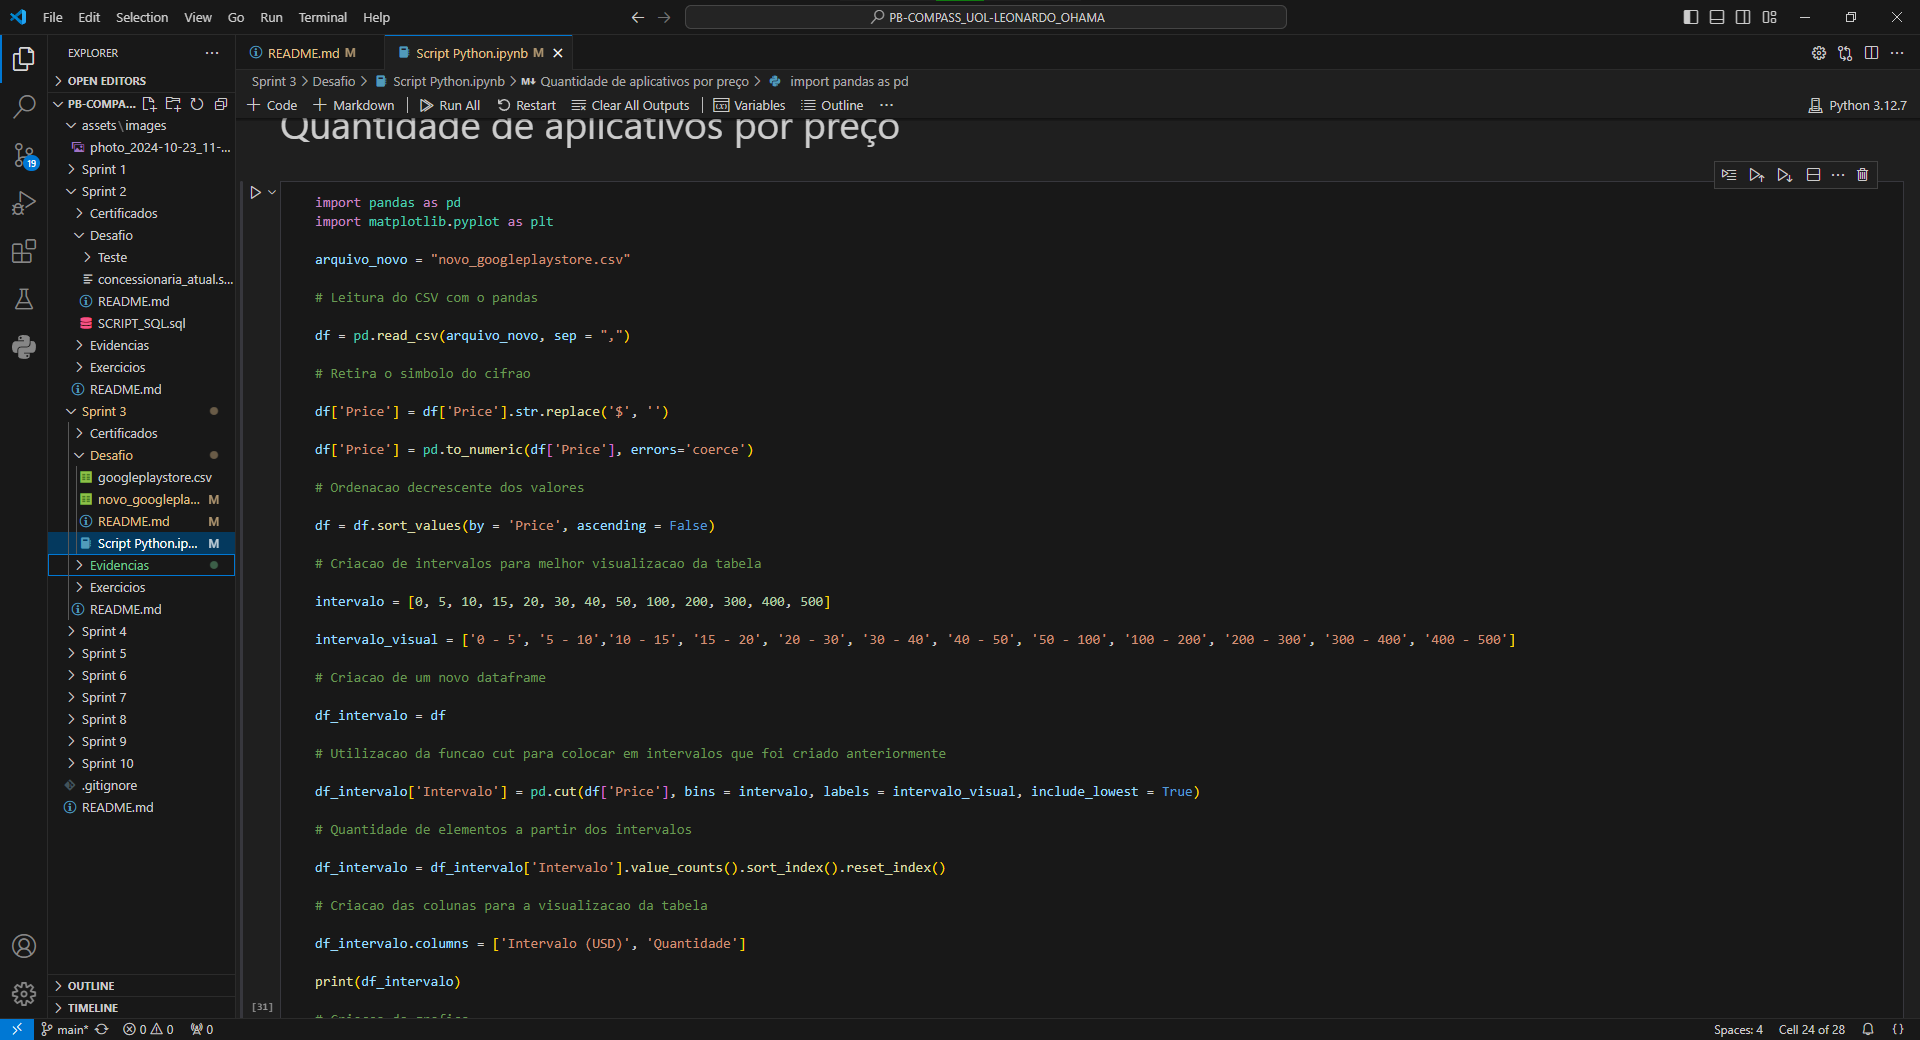 File Edit Selection View Go Run Terminal Help
PB-COMPASS_UOL-LEONARDO_OHAMA
EXPLORER
OPEN EDITORS
PB-COMPA...
assets\images
photo_2024-10-23_11-...
Sprint 1
Sprint 2
Certificados
Desafio
Teste
concessionaria_atual.s...
README.md
SCRIPT_SQL.sql
Evidencias
Exercicios
README.md
Sprint 3
Certificados
Desafio
googleplaystore.csv
novo_googlepla... M
README.md M
Script Python.ip... M
Evidencias
Exercicios
README.md
Sprint 4
Sprint 5
Sprint 6
Sprint 7
Sprint 8
Sprint 9
Sprint 10
.gitignore
README.md
OUTLINE
TIMELINE
19
README.md M
Script Python.ipynb M
Sprint 3 > Desafio > Script Python.ipynb > M↓ Quantidade de aplicativos por preço > import pandas as pd
+ Code + Markdown | Run All Restart Clear All Outputs | Variables Outline ...
Python 3.12.7
Quantidade de aplicativos por preço
import pandas as pd
import matplotlib.pyplot as plt
arquivo_novo = "novo_googleplaystore.csv"
# Leitura do CSV com o pandas
df = pd.read_csv(arquivo_novo, sep = ",")
# Retira o simbolo do cifrao
df['Price'] = df['Price'].str.replace('$', '')
df['Price'] = pd.to_numeric(df['Price'], errors='coerce')
# Ordenacao decrescente dos valores
df = df.sort_values(by = 'Price', ascending = False)
# Criacao de intervalos para melhor visualizacao da tabela
intervalo = [0, 5, 10, 15, 20, 30, 40, 50, 100, 200, 300, 400, 500]
intervalo_visual = ['0 - 5', '5 - 10','10 - 15', '15 - 20', '20 - 30', '30 - 40', '40 - 50', '50 - 100', '100 - 200', '200 - 300', '300 - 400', '400 - 500']
# Criacao de um novo dataframe
df_intervalo = df
# Utilizacao da funcao cut para colocar em intervalos que foi criado anteriormente
df_intervalo['Intervalo'] = pd.cut(df['Price'], bins = intervalo, labels = intervalo_visual, include_lowest = True)
# Quantidade de elementos a partir dos intervalos
df_intervalo = df_intervalo['Intervalo'].value_counts().sort_index().reset_index()
# Criacao das colunas para a visualizacao da tabela
df_intervalo.columns = ['Intervalo (USD)', 'Quantidade']
print(df_intervalo)
[31]
main* 0 0 0
Spaces: 4 Cell 24 of 28